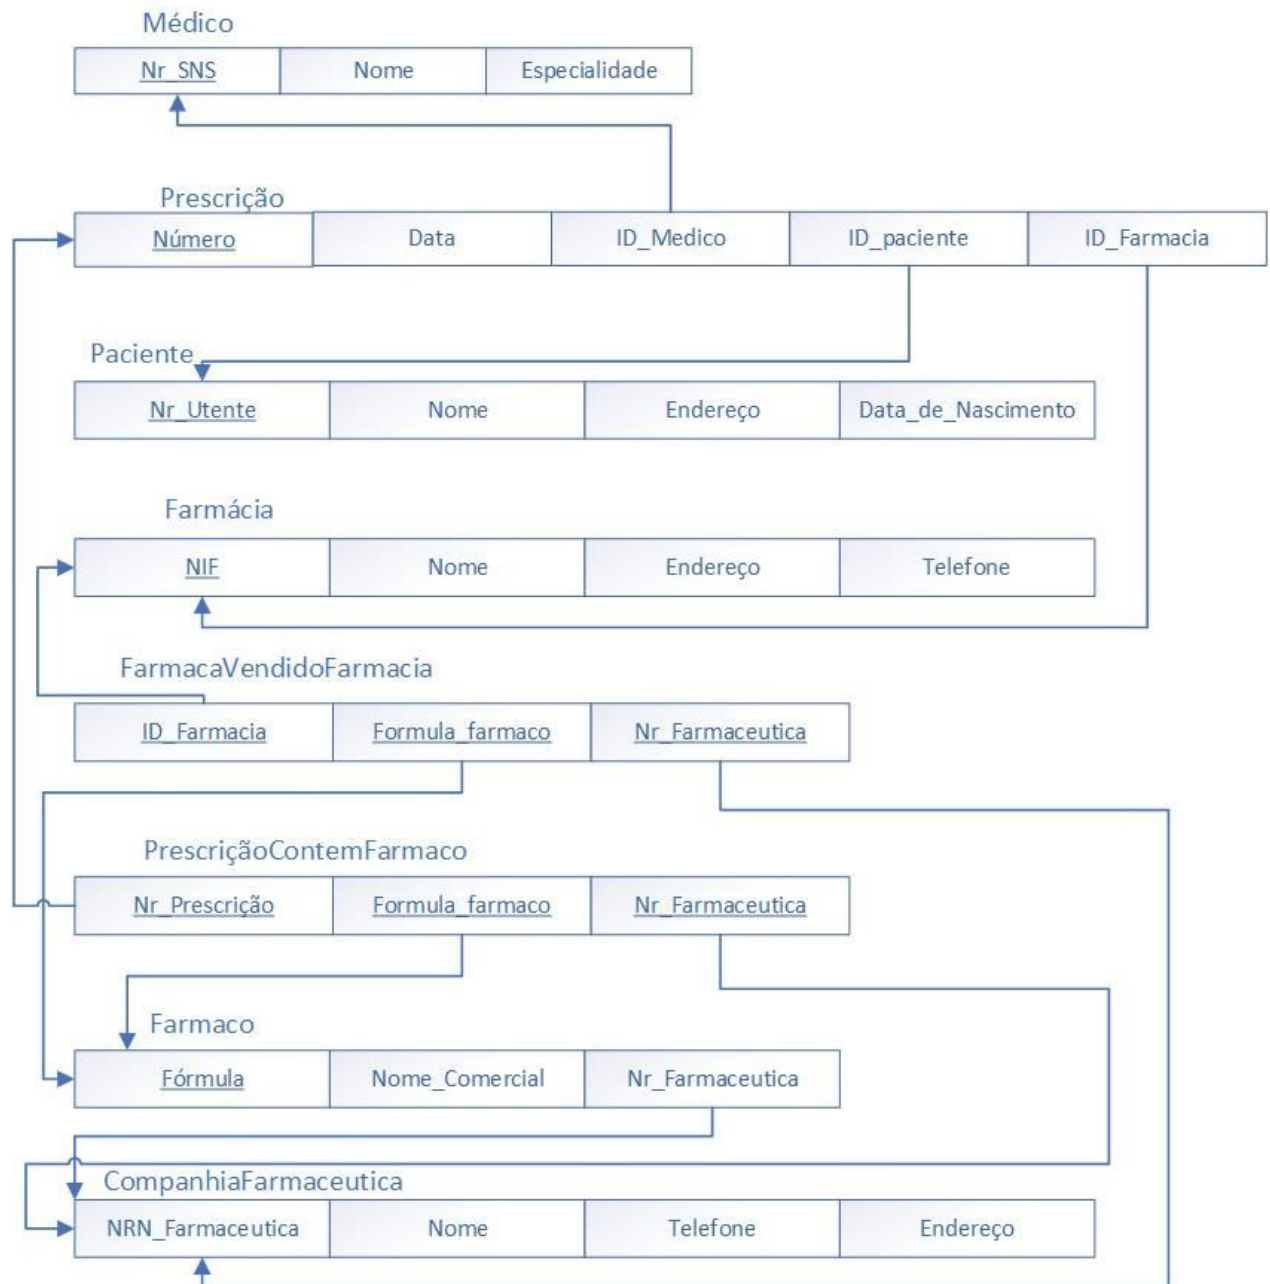 Médico
Nr_SNS Nome Especialidade
Prescrição
Número Data ID_Medico ID_paciente ID_Farmacia
Paciente
Nr_Utente Nome Endereço Data_de_Nascimento
Farmácia
NIF Nome Endereço Telefone
FarmacaVendidoFarmacia
ID_Farmacia Formula_farmaco Nr_Farmaceutica
PrescriçãoContemFarmaco
Nr_Prescrição Formula_farmaco Nr_Farmaceutica
Farmaco
Fórmula Nome_Comercial Nr_Farmaceutica
CompanhiaFarmaceutica
NRN_Farmaceutica Nome Telefone Endereço